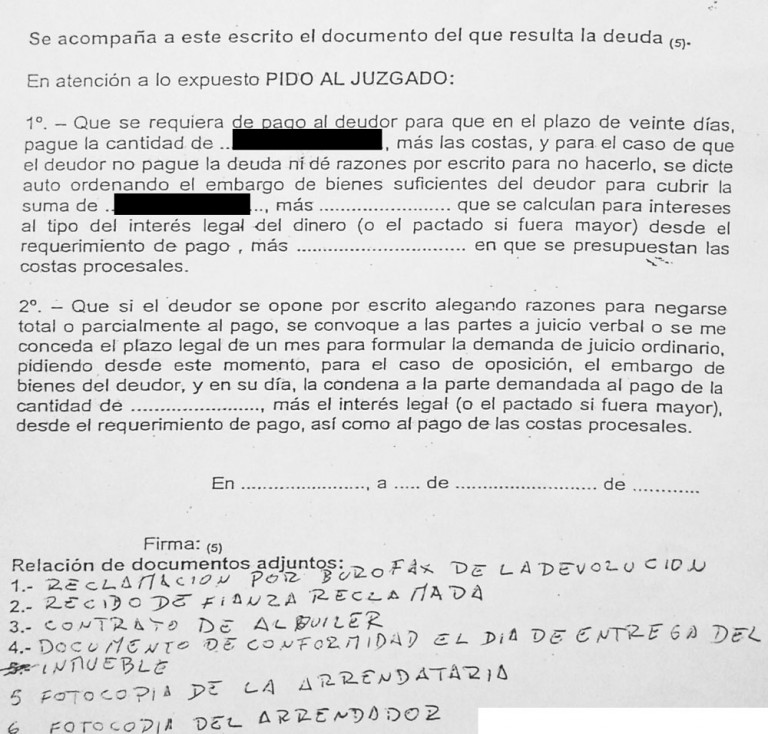 Se acompaña a este escrito el documento del que resulta la deuda (5).
En atención a lo expuesto PIDO AL JUZGADO:
1º. – Que se requiera de pago al deudor para que en el plazo de veinte días,
pague la cantidad de .. , más las costas, y para el caso de que
el deudor no pague la deuda ni dé razones por escrito para no hacerlo, se dicte
auto ordenando el embargo de bienes suficientes del deudor para cubrir la
suma de .. .., más ........................ que se calculan para intereses
al tipo del interés legal del dinero (o el pactado si fuera mayor) desde el
requerimiento de pago , más .............................. en que se presupuestan las
costas procesales.
2º. – Que si el deudor se opone por escrito alegando razones para negarse
total o parcialmente al pago, se convoque a las partes a juicio verbal o se me
conceda el plazo legal de un mes para formular la demanda de juicio ordinario,
pidiendo desde este momento, para el caso de oposición, el embargo de
bienes del deudor, y en su día, la condena a la parte demandada al pago de la
cantidad de ......................., más el interés legal (o el pactado si fuera mayor),
desde el requerimiento de pago, así como al pago de las costas procesales.
En ......................, a ..... de ......................... de ............
Firma: (5)
Relación de documentos adjuntos:
1.- RECLAMACION POR BUROFAX DE LA DEVOLUCION
2.- RECIBO DE FIANZA RECLAMADA
3.- CONTRATO DE ALQUILER
4.- DOCUMENTO DE CONFORMIDAD EL DIA DE ENTREGA DEL
INMUEBLE
5 FOTOCOPIA DE LA ARRENDATARIA
6 FOTOCOPIA DEL ARRENDADOR